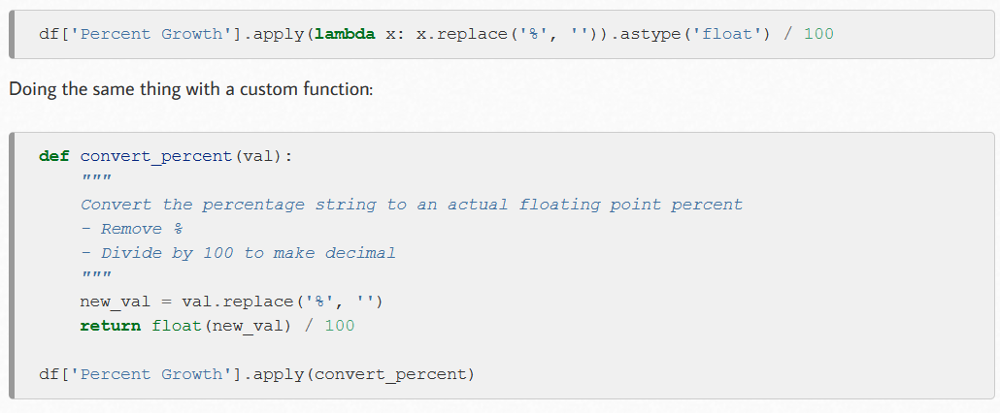 df['Percent Growth'].apply(lambda x: x.replace('%', '')).astype('float') / 100
Doing the same thing with a custom function:
def convert_percent(val):
    """
    Convert the percentage string to an actual floating point percent
    - Remove %
    - Divide by 100 to make decimal
    """
    new_val = val.replace('%', '')
    return float(new_val) / 100
df['Percent Growth'].apply(convert_percent)